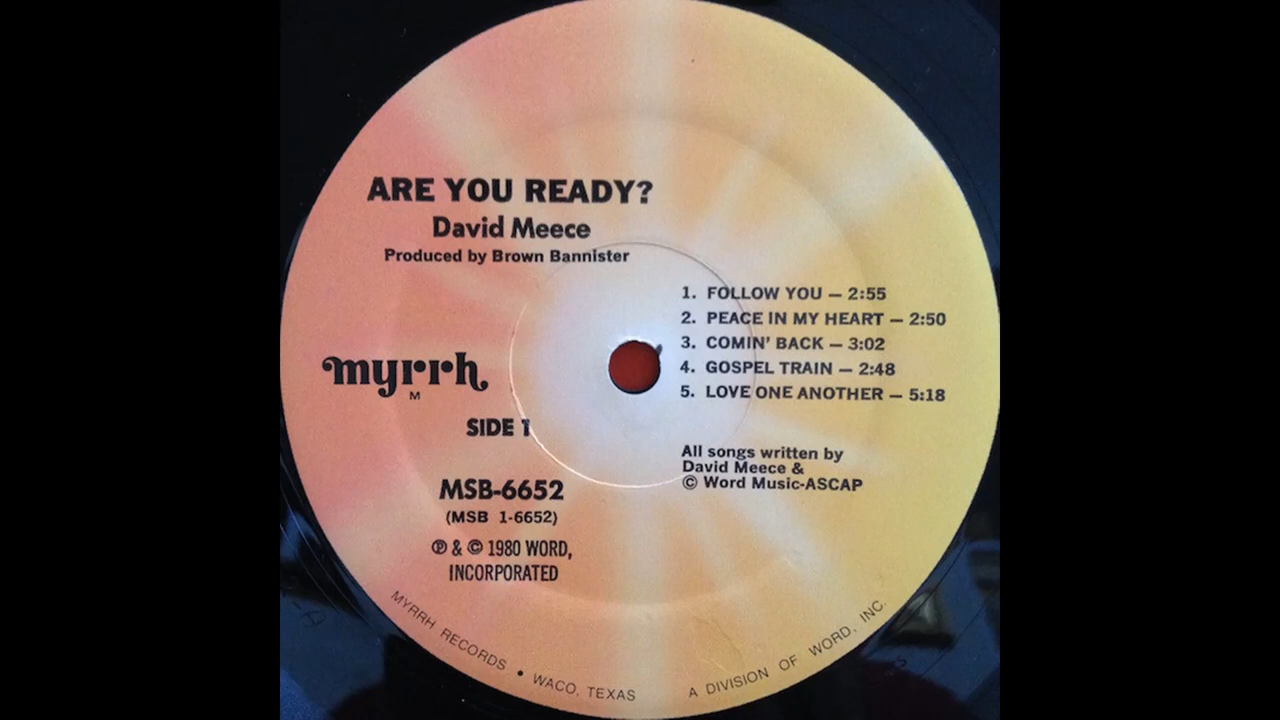 ARE YOU READY?
David Meece
Produced by Brown Bannister
1. FOLLOW YOU — 2:55
2. PEACE IN MY HEART — 2:50
3. COMIN' BACK — 3:02
4. GOSPEL TRAIN — 2:48
5. LOVE ONE ANOTHER — 5:18
myrrh
M
SIDE 1
All songs written by
David Meece &
© Word Music-ASCAP
MSB-6652
(MSB 1-6652)
℗ & © 1980 WORD,
INCORPORATED
MYRRH RECORDS • WACO, TEXAS A DIVISION OF WORD, INC.